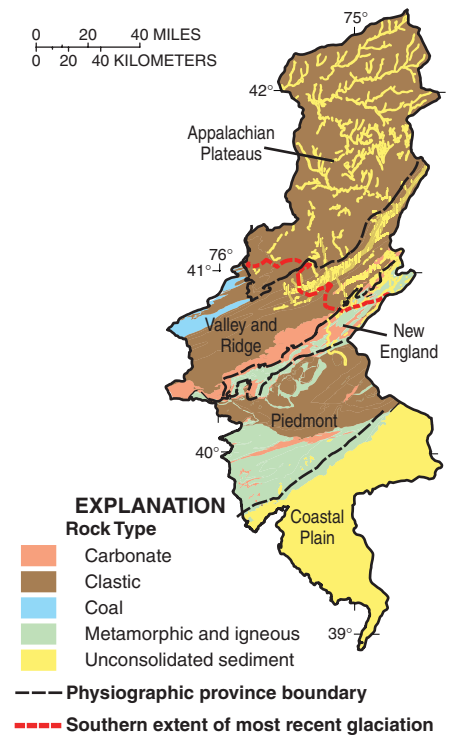 75°
0 20 40 MILES
0 20 40 KILOMETERS
42°
Appalachian
Plateaus
76°
41°
Valley and
Ridge
New
England
Piedmont
40°
EXPLANATION
Rock Type
Coastal
Plain
Carbonate
Clastic
Coal
Metamorphic and igneous
39°
Unconsolidated sediment
Physiographic province boundary
Southern extent of most recent glaciation